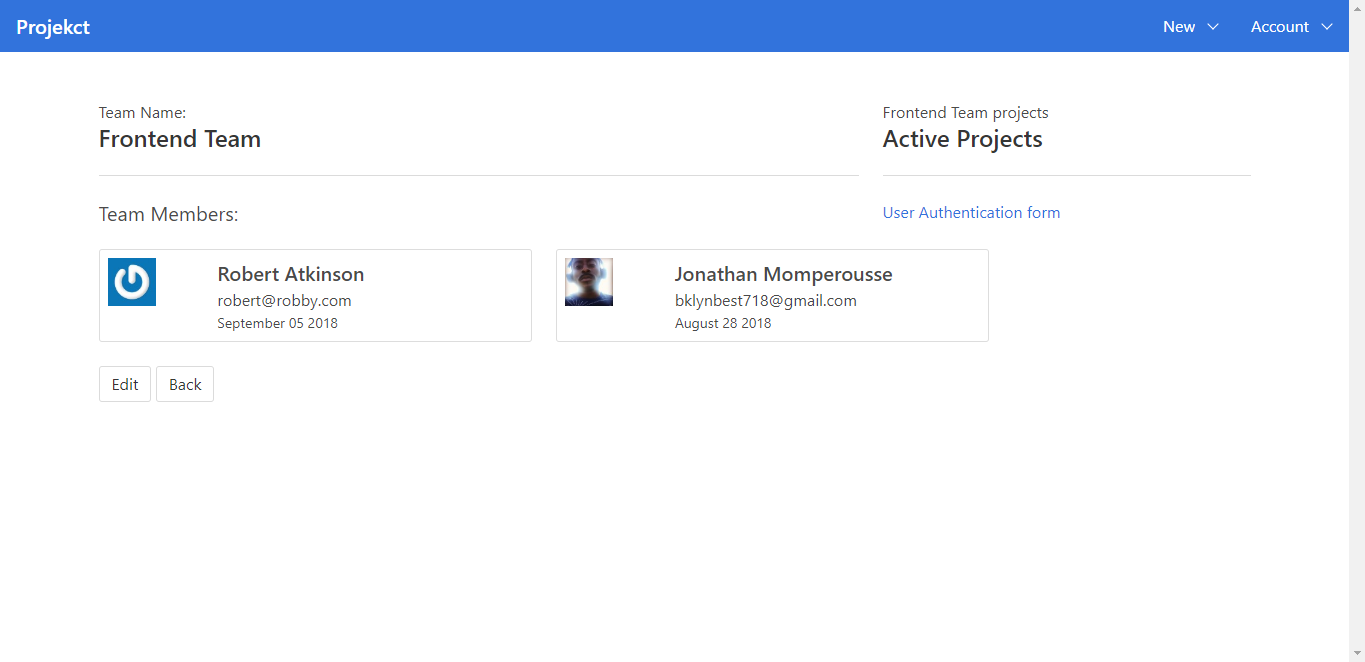 Projekct
New
Account
Team Name:
Frontend Team
Frontend Team projects
Active Projects
Team Members:
User Authentication form
Robert Atkinson
robert@robby.com
September 05 2018
Jonathan Momperousse
bklynbest718@gmail.com
August 28 2018
Edit
Back